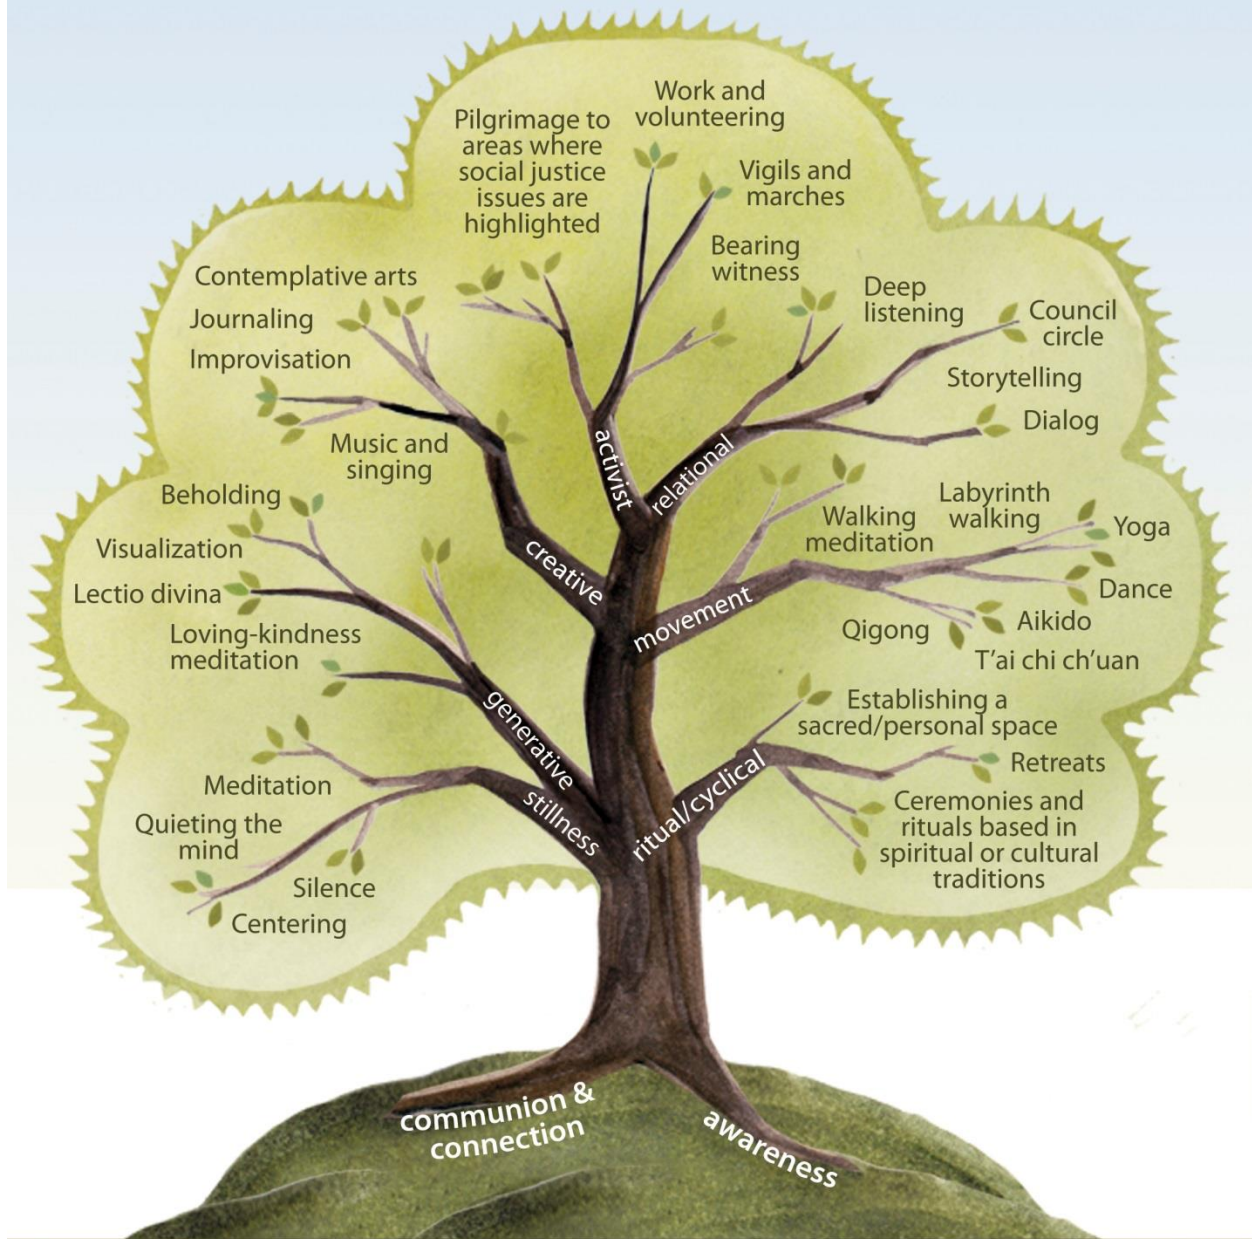 Work and
volunteering
Pilgrimage to
areas where
social justice
issues are
highlighted
Vigils and
marches
Bearing
witness
Deep
listening
Council
circle
Storytelling
Dialog
Contemplative arts
Journaling
Improvisation
Music and
singing
activist
relational
Beholding
Visualization
Lectio divina
Loving-kindness
meditation
creative
movement
Walking
meditation
Labyrinth
walking
Yoga
Dance
Aikido
Qigong
T'ai chi ch'uan
generative
stillness
Meditation
Quieting the
mind
Silence
Centering
ritual/cyclical
Establishing a
sacred/personal space
Retreats
Ceremonies and
rituals based in
spiritual or cultural
traditions
communion &
connection
awareness